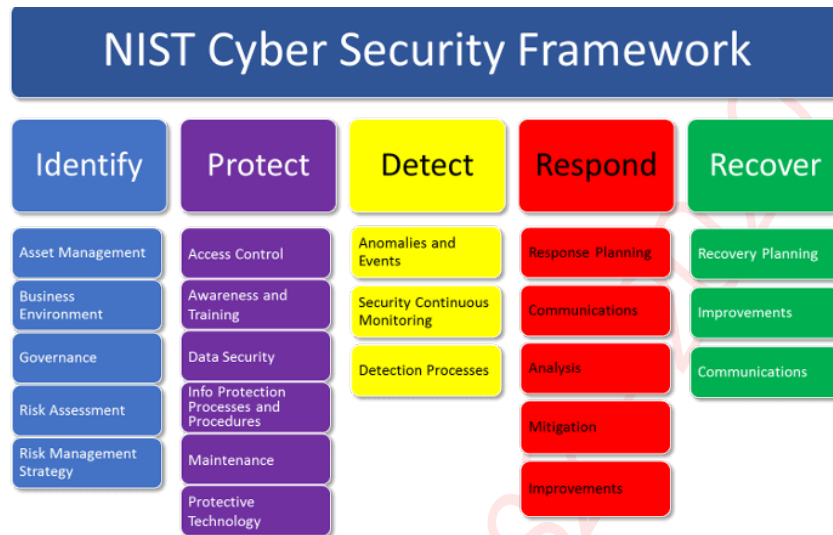 NIST Cyber Security Framework
Identify
Protect
Detect
Respond
Recover
Asset Management
Business
Environment
Governance
Risk Assessment
Risk Management
Strategy
Access Control
Awareness and
Training
Data Security
Info Protection
Processes and
Procedures
Maintenance
Protective
Technology
Anomalies and
Events
Security Continuous
Monitoring
Detection Processes
Response Planning
Communications
Analysis
Mitigation
Improvements
Recovery Planning
Improvements
Communications